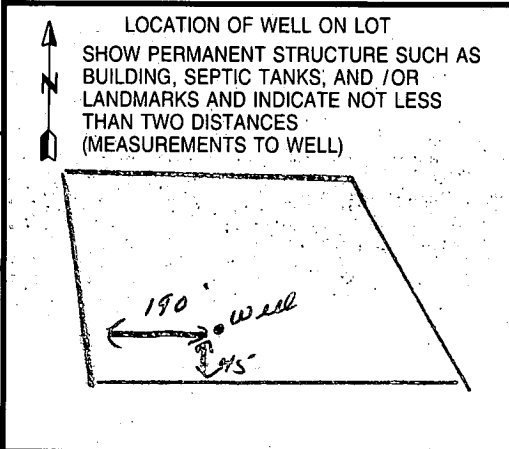 LOCATION OF WELL ON LOT
SHOW PERMANENT STRUCTURE SUCH AS
BUILDING, SEPTIC TANKS, AND / OR
LANDMARKS AND INDICATE NOT LESS
THAN TWO DISTANCES
(MEASUREMENTS TO WELL)
N
190'
Well